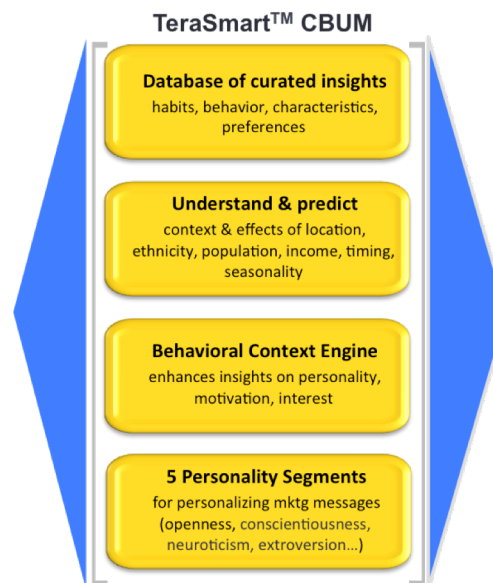 TeraSmart™ CBUM
Database of curated insights
habits, behavior, characteristics,
preferences
Understand & predict
context & effects of location,
ethnicity, population, income, timing,
seasonality
Behavioral Context Engine
enhances insights on personality,
motivation, interest
5 Personality Segments
for personalizing mktg messages
(openness, conscientiousness,
neuroticism, extroversion…)